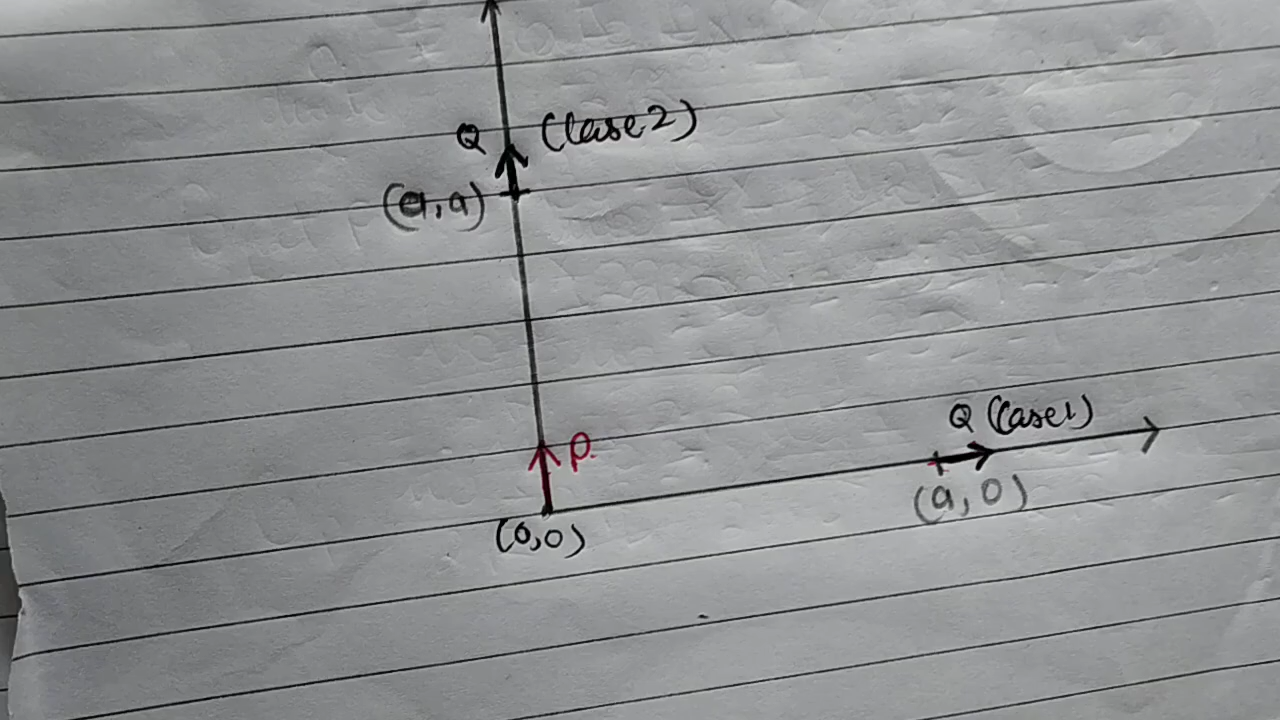 Q (Case 2)
(a,a)
P.
Q (Case 1)
(a,0)
(0,0)